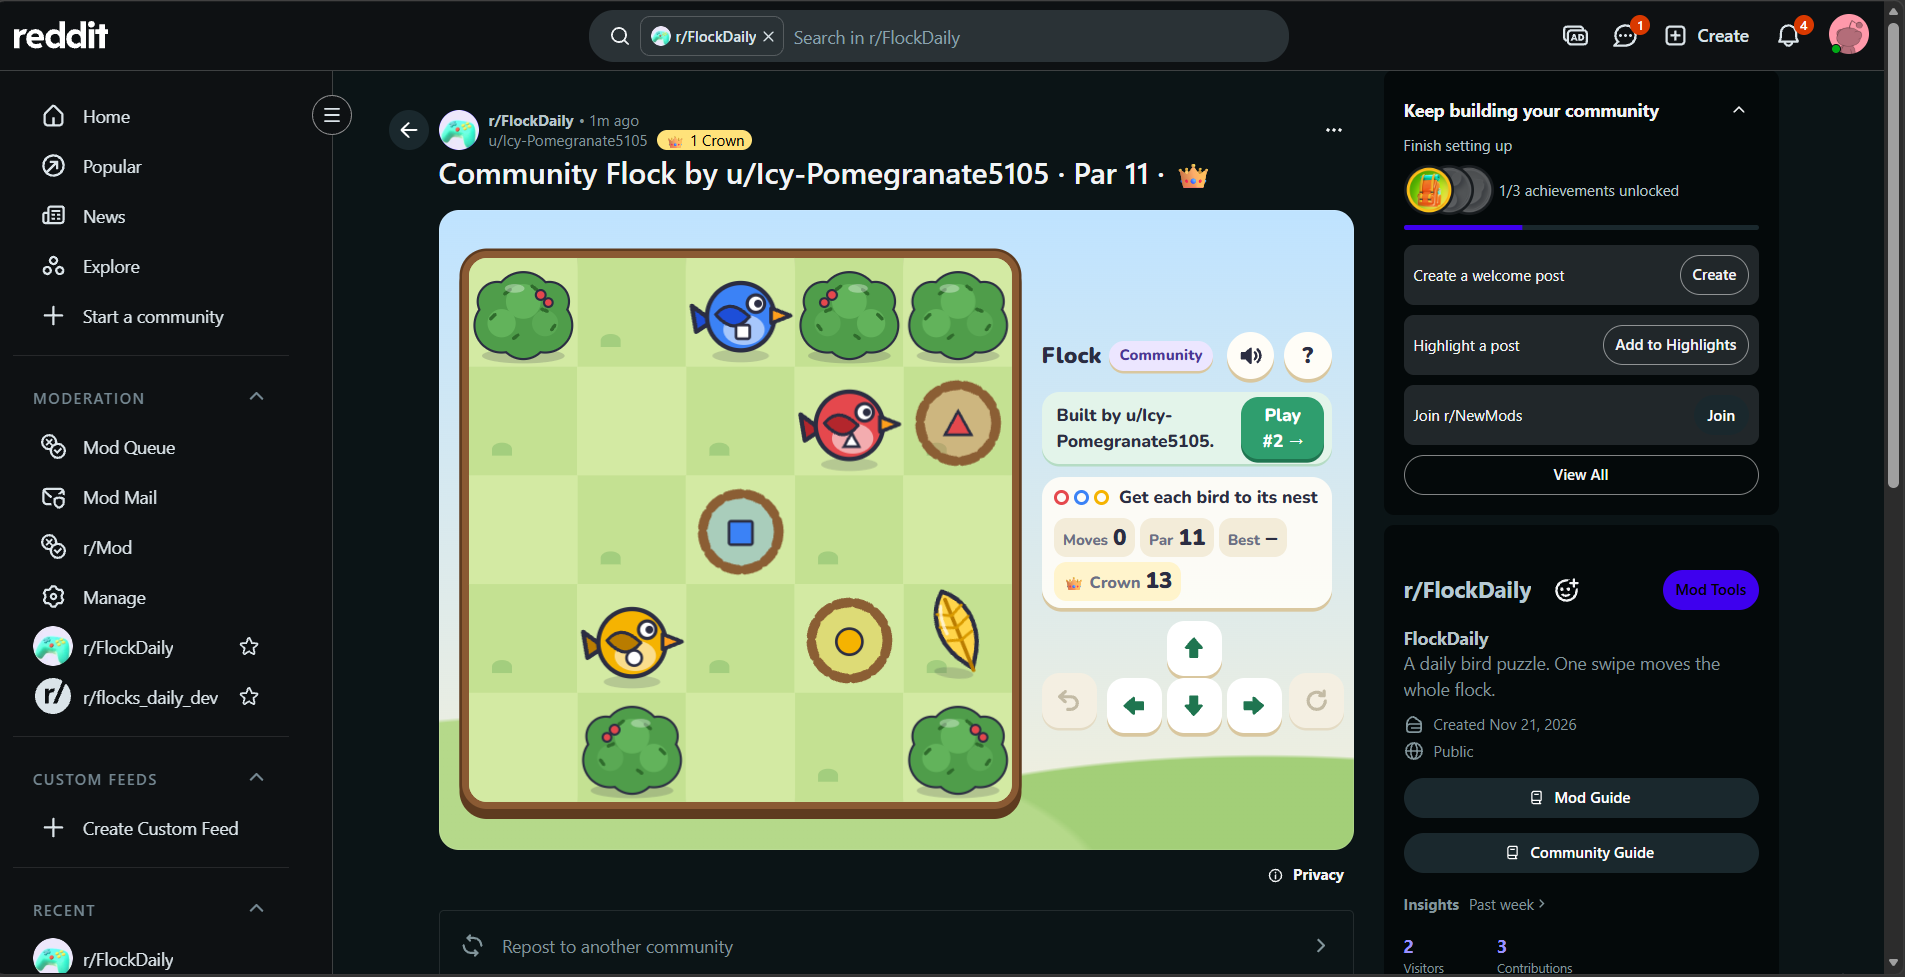 reddit
r/FlockDaily
Search in r/FlockDaily
AD
1
Create
4
Home
Popular
News
Explore
Start a community
MODERATION
Mod Queue
Mod Mail
r/Mod
Manage
r/FlockDaily
r/
r/flocks_daily_dev
CUSTOM FEEDS
Create Custom Feed
RECENT
r/FlockDaily
r/FlockDaily • 1m ago
u/Icy-Pomegranate5105
1 Crown
Community Flock by u/Icy-Pomegranate5105 · Par 11 ·
Flock
Community
?
Built by u/Icy-
Pomegranate5105.
Play
#2 →
Get each bird to its nest
Moves 0
Par 11
Best –
Crown 13
Privacy
Repost to another community
Keep building your community
Finish setting up
1/3 achievements unlocked
Create a welcome post
Create
Highlight a post
Add to Highlights
Join r/NewMods
Join
View All
r/FlockDaily
Mod Tools
FlockDaily
A daily bird puzzle. One swipe moves the
whole flock.
Created Nov 21, 2026
Public
Mod Guide
Community Guide
Insights Past week
2
3
Visitors
Contributions